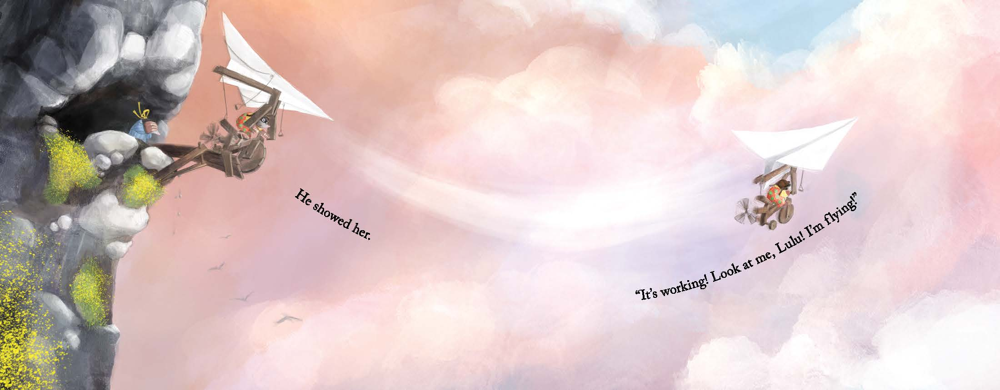 He showed her.
“It’s working! Look at me, Lulu! I’m flying!”